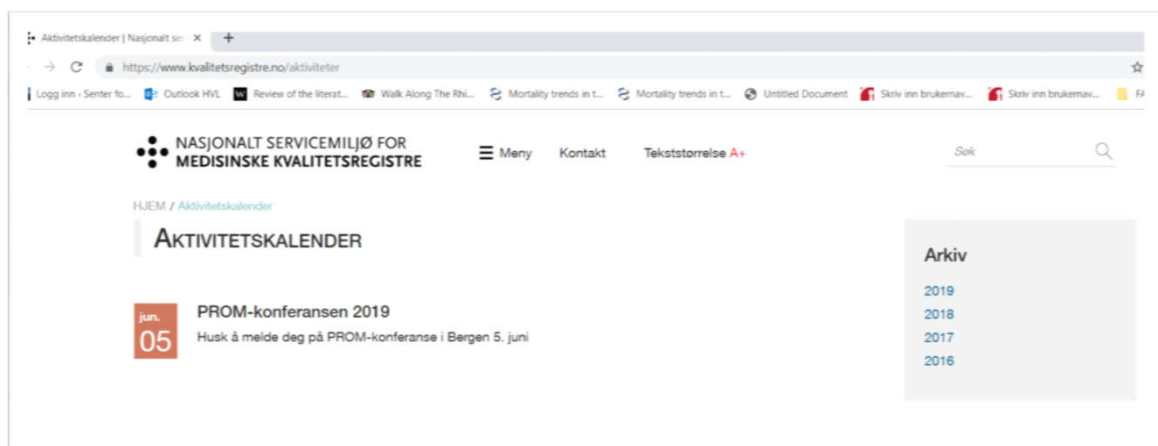 Aktivitetskalender | Nasjonalt ser
https://www.kvalitetsregistre.no/aktiviteter
Logg inn ‹ Senter fo... Outlook HVL Review of the literat... Walk Along The Rhi... Mortality trends in t... Mortality trends in t... Untitled Document Skriv inn brukernav... Skriv inn brukernav... FA
NASJONALT SERVICEMILJØ FOR
MEDISINSKE KVALITETSREGISTRE
Meny Kontakt Tekststørrelse A+ Søk
HJEM / Aktivitetskalender
AKTIVITETSKALENDER
jun.
05
PROM-konferansen 2019
Husk å melde deg på PROM-konferanse i Bergen 5. juni
Arkiv
2019
2018
2017
2016